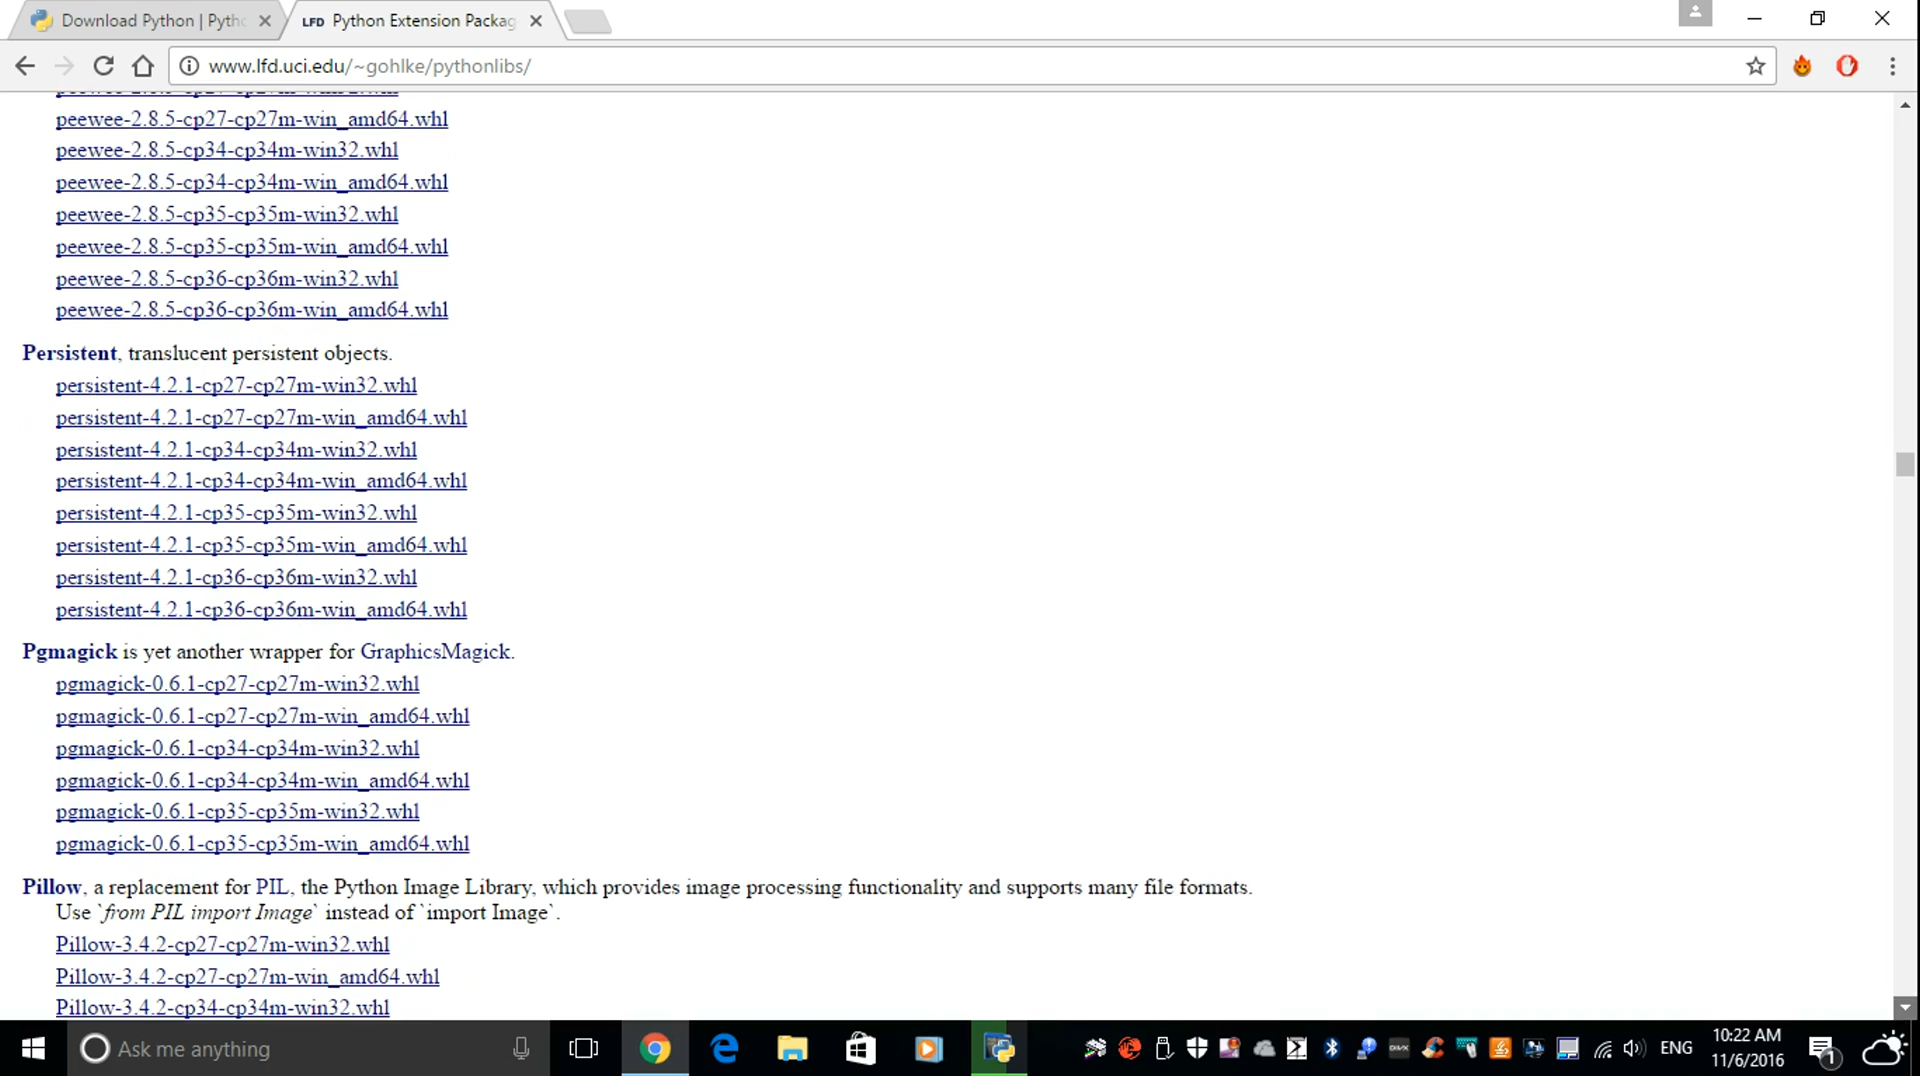 Download Python | Pytho
LFD Python Extension Packag
www.lfd.uci.edu/~gohlke/pythonlibs/
peewee-2.8.5-cp27-cp27m-win32.whl
peewee-2.8.5-cp27-cp27m-win_amd64.whl
peewee-2.8.5-cp34-cp34m-win32.whl
peewee-2.8.5-cp34-cp34m-win_amd64.whl
peewee-2.8.5-cp35-cp35m-win32.whl
peewee-2.8.5-cp35-cp35m-win_amd64.whl
peewee-2.8.5-cp36-cp36m-win32.whl
peewee-2.8.5-cp36-cp36m-win_amd64.whl
Persistent, translucent persistent objects.
persistent-4.2.1-cp27-cp27m-win32.whl
persistent-4.2.1-cp27-cp27m-win_amd64.whl
persistent-4.2.1-cp34-cp34m-win32.whl
persistent-4.2.1-cp34-cp34m-win_amd64.whl
persistent-4.2.1-cp35-cp35m-win32.whl
persistent-4.2.1-cp35-cp35m-win_amd64.whl
persistent-4.2.1-cp36-cp36m-win32.whl
persistent-4.2.1-cp36-cp36m-win_amd64.whl
Pgmagick is yet another wrapper for GraphicsMagick.
pgmagick-0.6.1-cp27-cp27m-win32.whl
pgmagick-0.6.1-cp27-cp27m-win_amd64.whl
pgmagick-0.6.1-cp34-cp34m-win32.whl
pgmagick-0.6.1-cp34-cp34m-win_amd64.whl
pgmagick-0.6.1-cp35-cp35m-win32.whl
pgmagick-0.6.1-cp35-cp35m-win_amd64.whl
Pillow, a replacement for PIL, the Python Image Library, which provides image processing functionality and supports many file formats.
Use `from PIL import Image` instead of `import Image`.
Pillow-3.4.2-cp27-cp27m-win32.whl
Pillow-3.4.2-cp27-cp27m-win_amd64.whl
Pillow-3.4.2-cp34-cp34m-win32.whl
Ask me anything
ENG
10:22 AM
11/6/2016
1